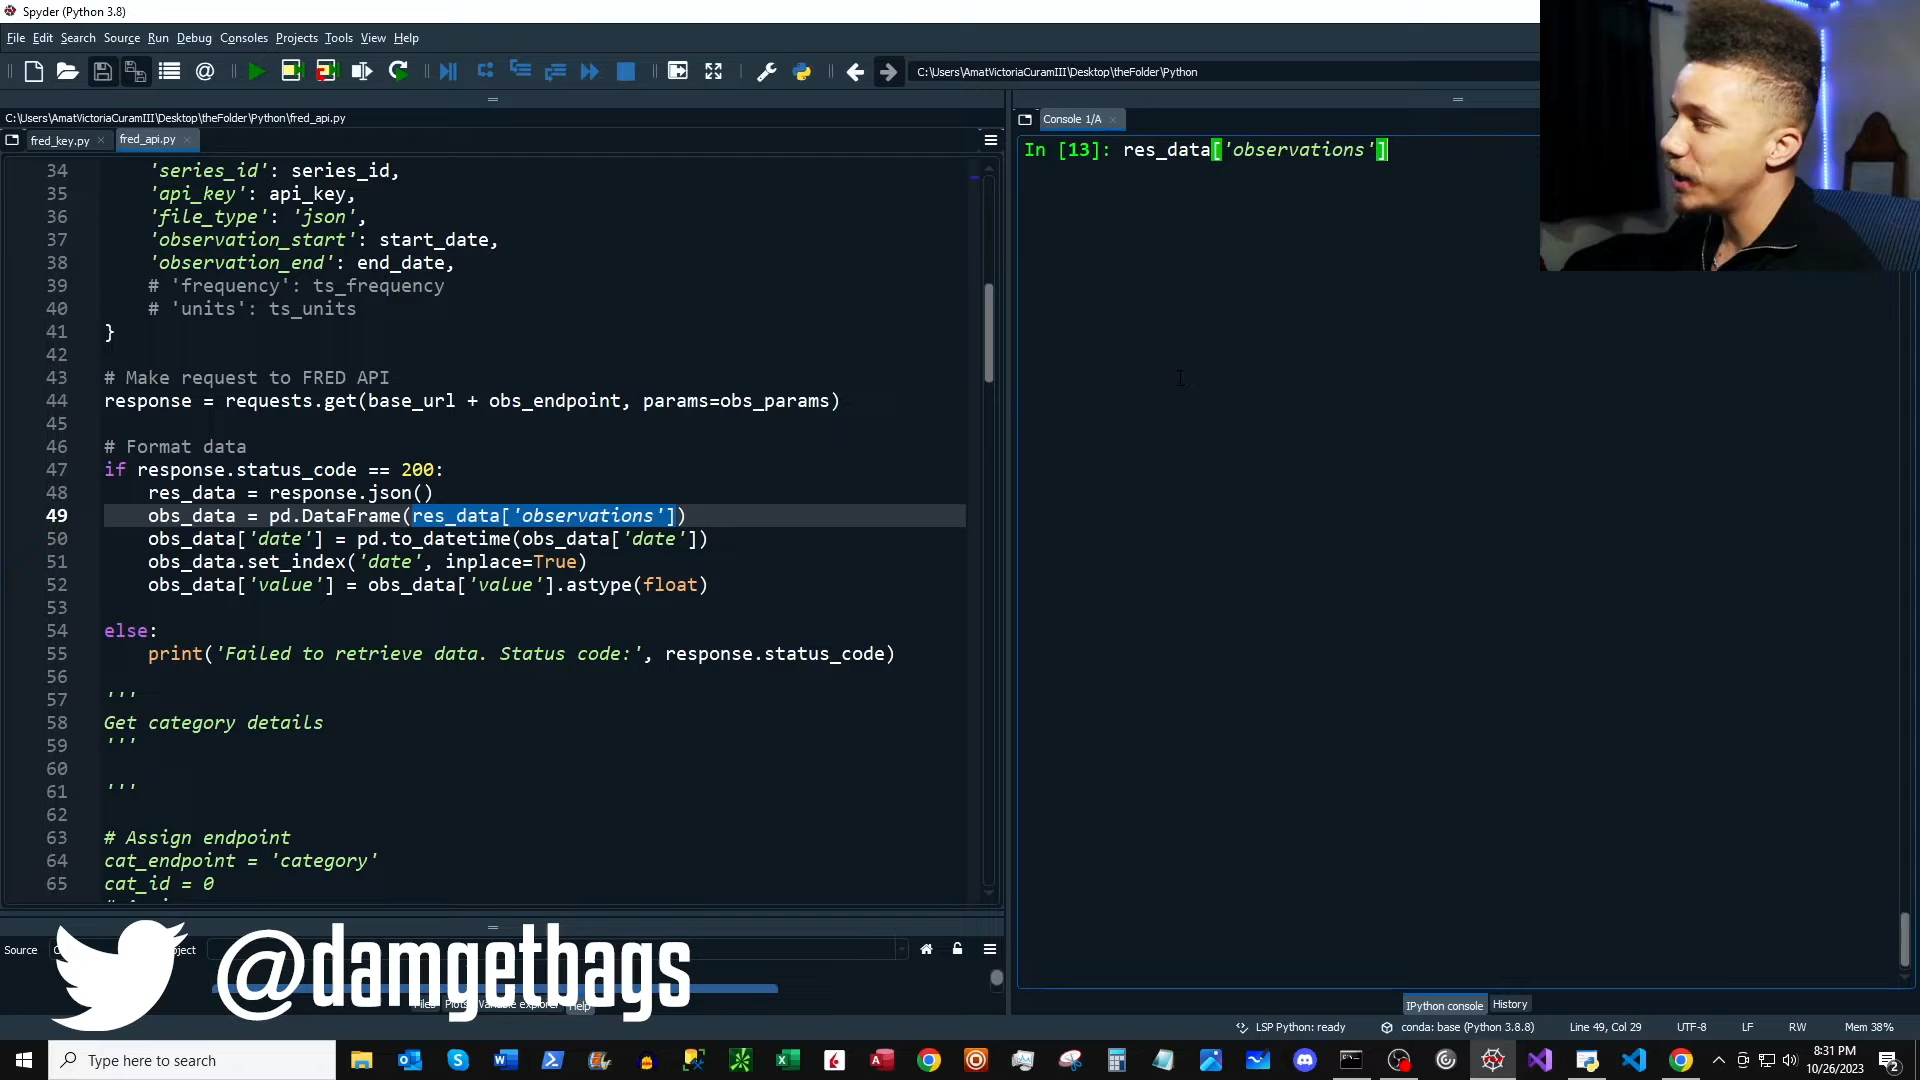 Spyder (Python 3.8)
File Edit Search Source Run Debug Consoles Projects Tools View Help
C:\Users\AmatVictoriaCuramIII\Desktop\theFolder\Python
C:\Users\AmatVictoriaCuramIII\Desktop\theFolder\Python\fred_api.py
fred_key.py
fred_api.py
34 'series_id': series_id,
35 'api_key': api_key,
36 'file_type': 'json',
37 'observation_start': start_date,
38 'observation_end': end_date,
39 # 'frequency': ts_frequency
40 # 'units': ts_units
41 }
42
43 # Make request to FRED API
44 response = requests.get(base_url + obs_endpoint, params=obs_params)
45
46 # Format data
47 if response.status_code == 200:
48 res_data = response.json()
49 obs_data = pd.DataFrame(res_data['observations'])
50 obs_data['date'] = pd.to_datetime(obs_data['date'])
51 obs_data.set_index('date', inplace=True)
52 obs_data['value'] = obs_data['value'].astype(float)
53
54 else:
55 print('Failed to retrieve data. Status code:', response.status_code)
56
57 '''
58 Get category details
59 '''
60
61 '''
62
63 # Assign endpoint
64 cat_endpoint = 'category'
65 cat_id = 0
Console 1/A
In [13]: res_data['observations']
Source
@damgetbags
Help
IPython console History
LSP Python: ready conda: base (Python 3.8.8) Line 49, Col 29 UTF-8 LF RW Mem 38%
Type here to search
8:31 PM
10/26/2023
2